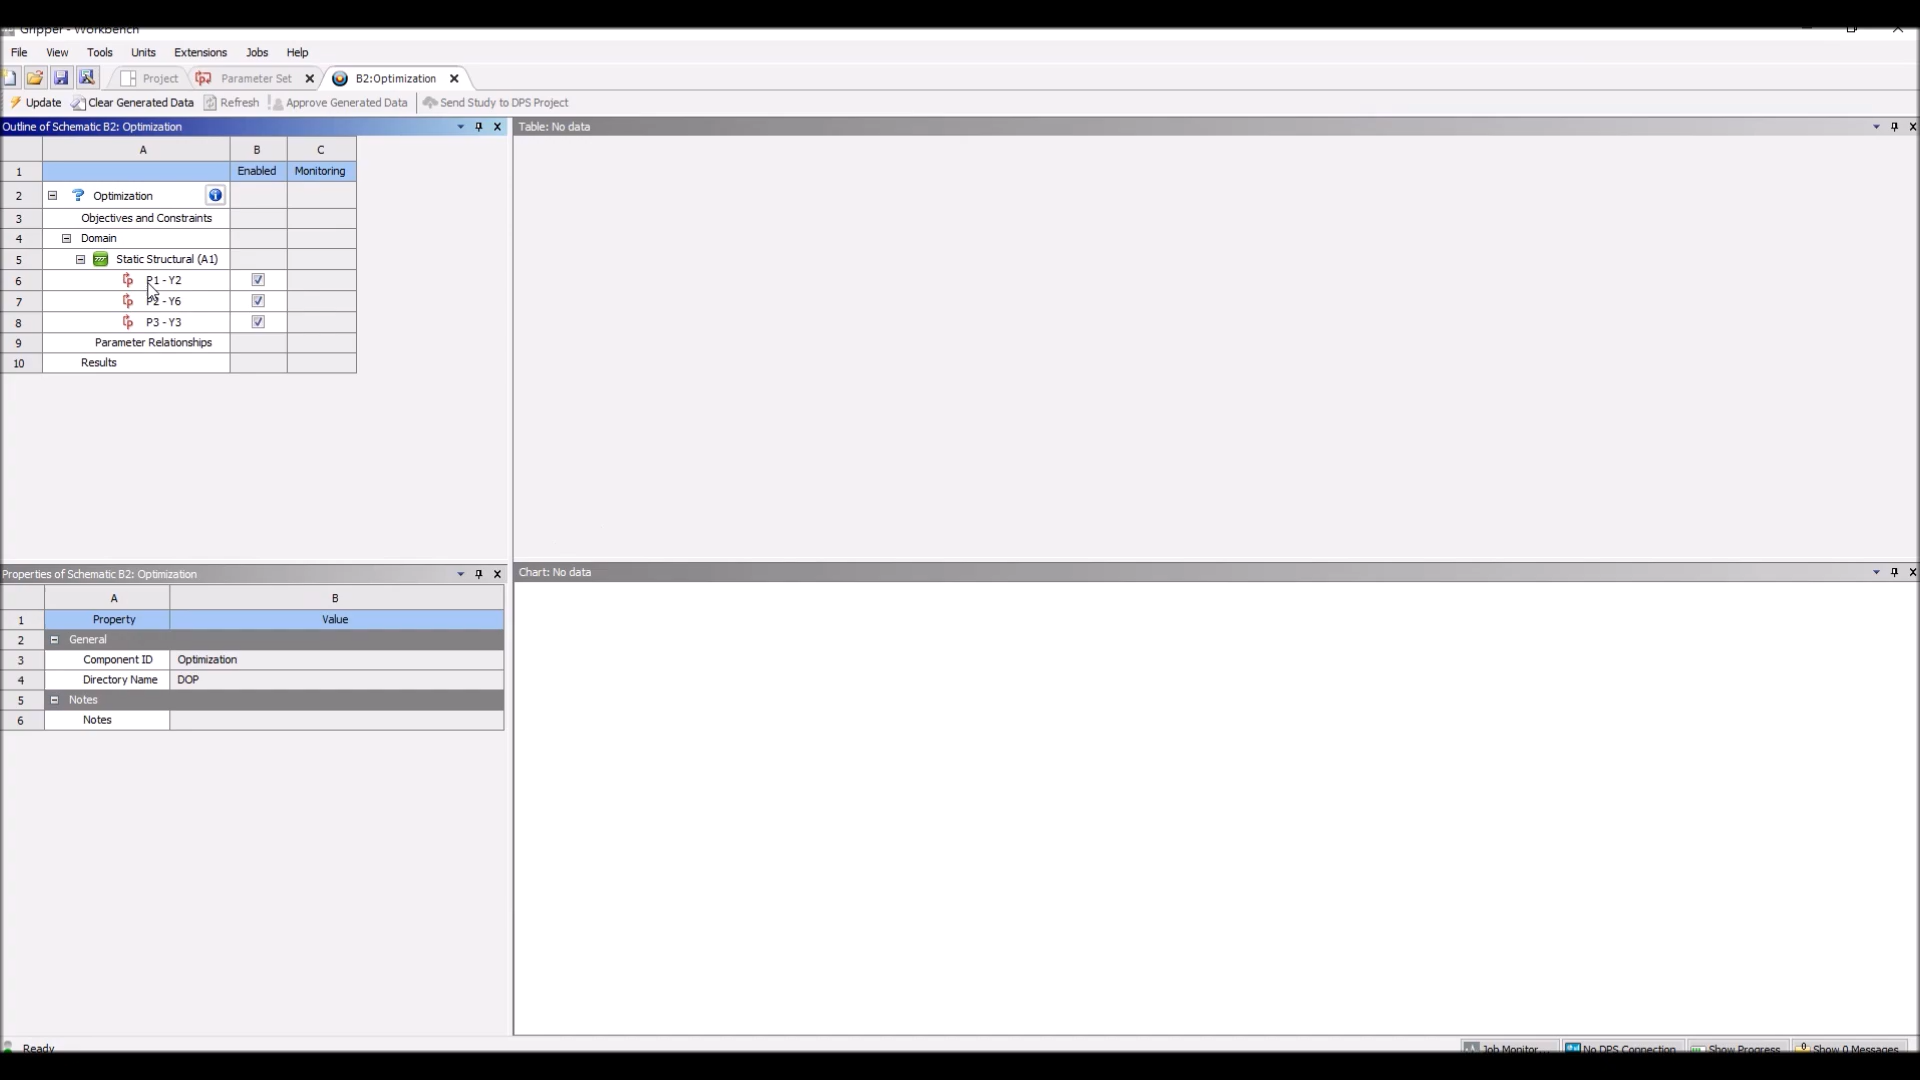 Gripper - Workbench
File View Tools Units Extensions Jobs Help
Project Parameter Set B2:Optimization
Update Clear Generated Data Refresh Approve Generated Data Send Study to DPS Project
Outline of Schematic B2: Optimization
A B C
1 Enabled Monitoring
2 Optimization
3 Objectives and Constraints
4 Domain
5 Static Structural (A1)
6 P1 - Y2
7 P2 - Y6
8 P3 - Y3
9 Parameter Relationships
10 Results
Table: No data
Properties of Schematic B2: Optimization
A B
1 Property Value
2 General
3 Component ID Optimization
4 Directory Name DOP
5 Notes
6 Notes
Chart: No data
Ready
Job Monitor... No DPS Connection Show Progress Show 0 Messages